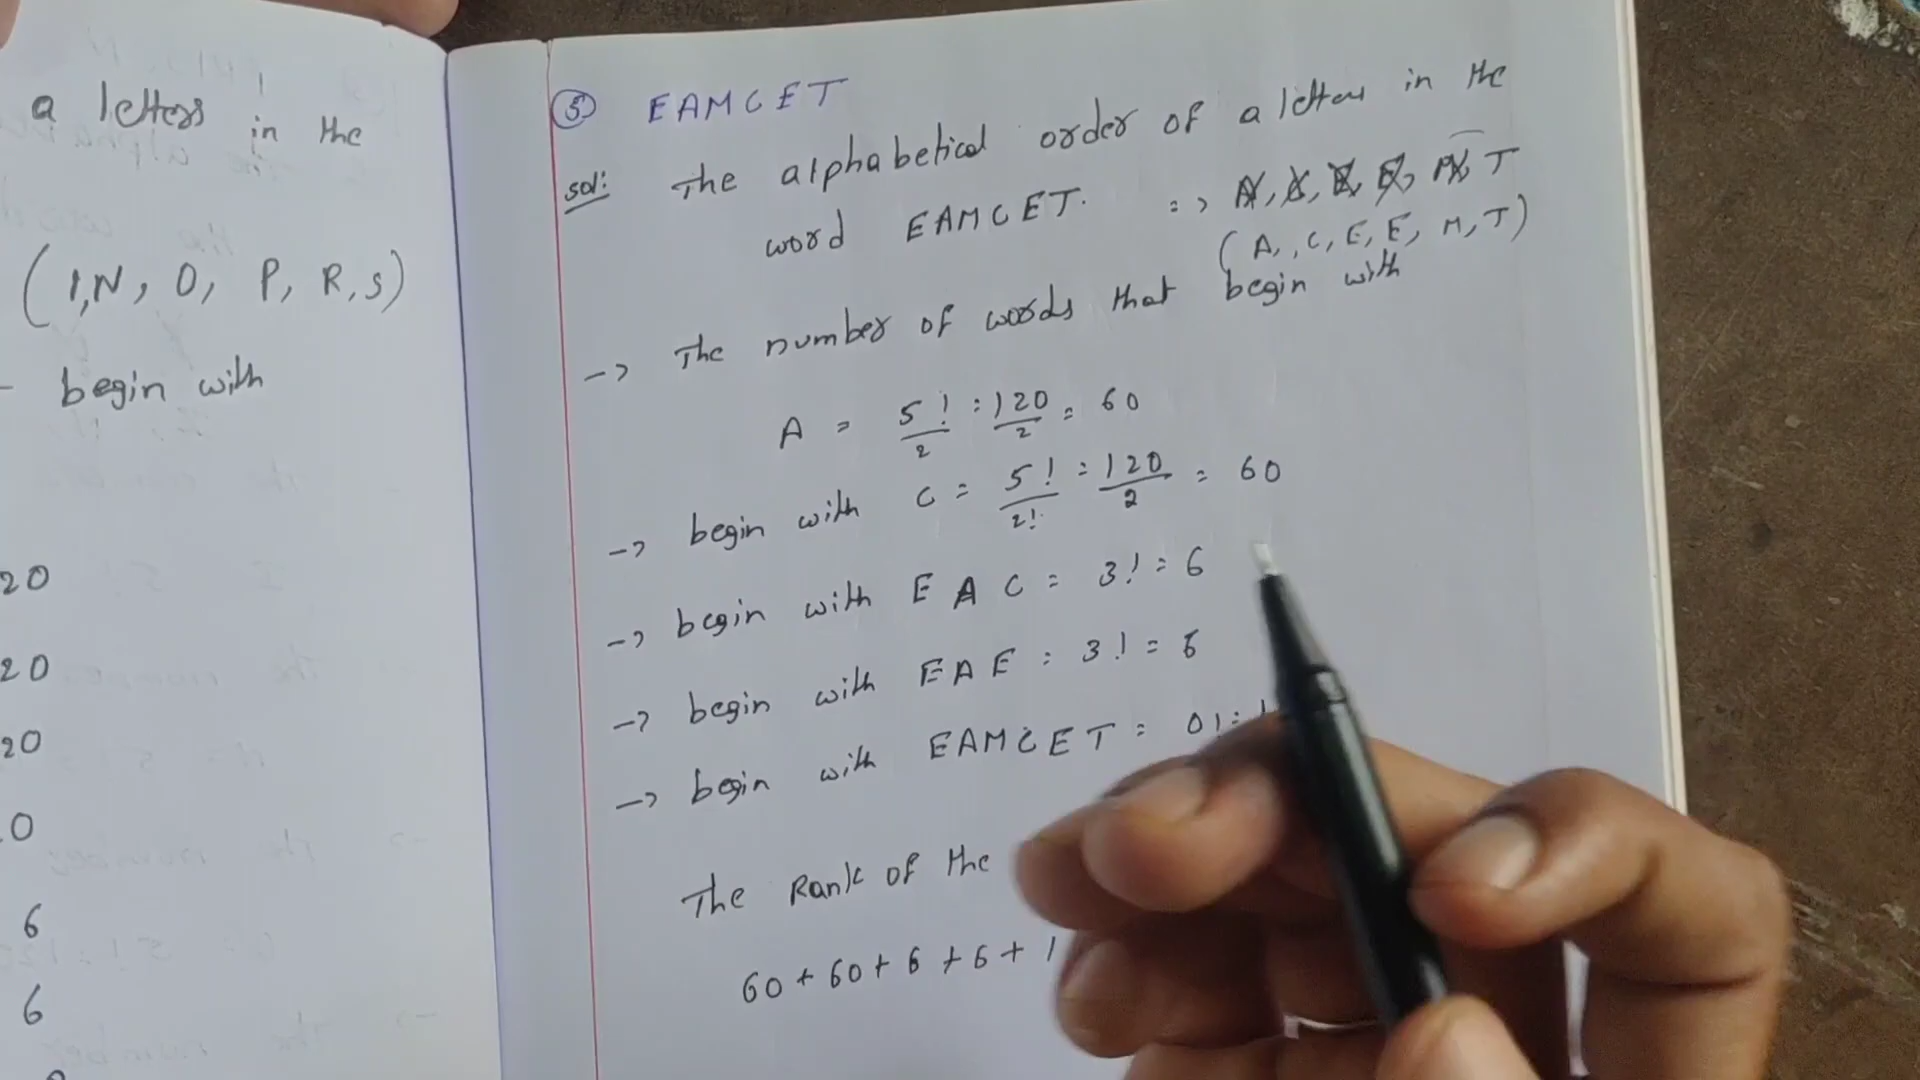 a letters in the
(I,N, O, P, R,S)
- begin with
20
20
20
0
6
6
⑤ EAMCET
Sol: The alphabetical order of a letters in the
word EAMCET. => A, C, E, E, M, T
(A, C, E, E, M, T)
-> The number of words that begin with
A = 5!/2 = 120/2 = 60
-> begin with C = 5!/2! = 120/2 = 60
-> begin with E A C = 3! = 6
-> begin with E A E = 3! = 6
-> begin with EAMCET = 0! =
The Rank of the
60 + 60 + 6 + 6 + 1